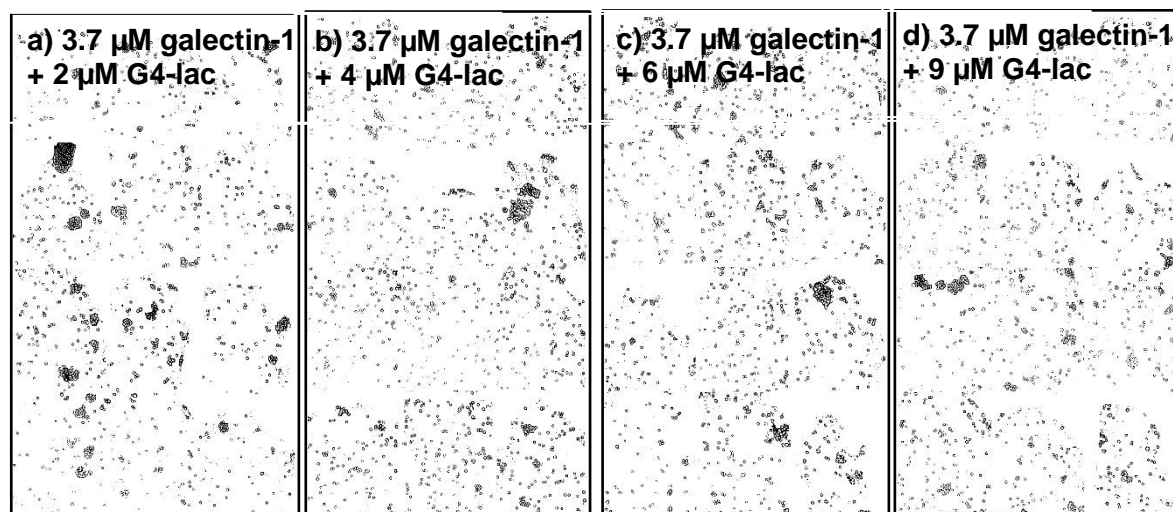 a) 3.7 µM galectin-1
+ 2 µM G4-lac
b) 3.7 µM galectin-1
+ 4 µM G4-lac
c) 3.7 µM galectin-1
+ 6 µM G4-lac
d) 3.7 µM galectin-1
+ 9 µM G4-lac